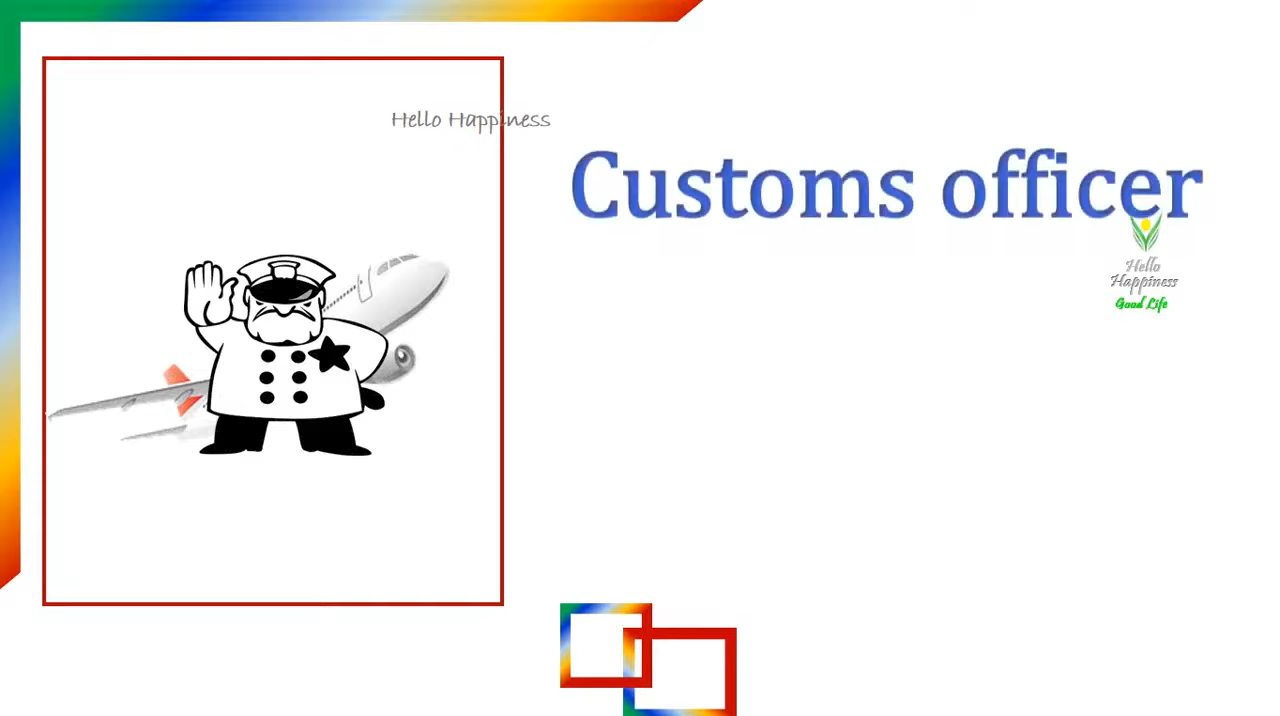 Hello Happiness
Customs officer
Hello
Happiness
Good Life